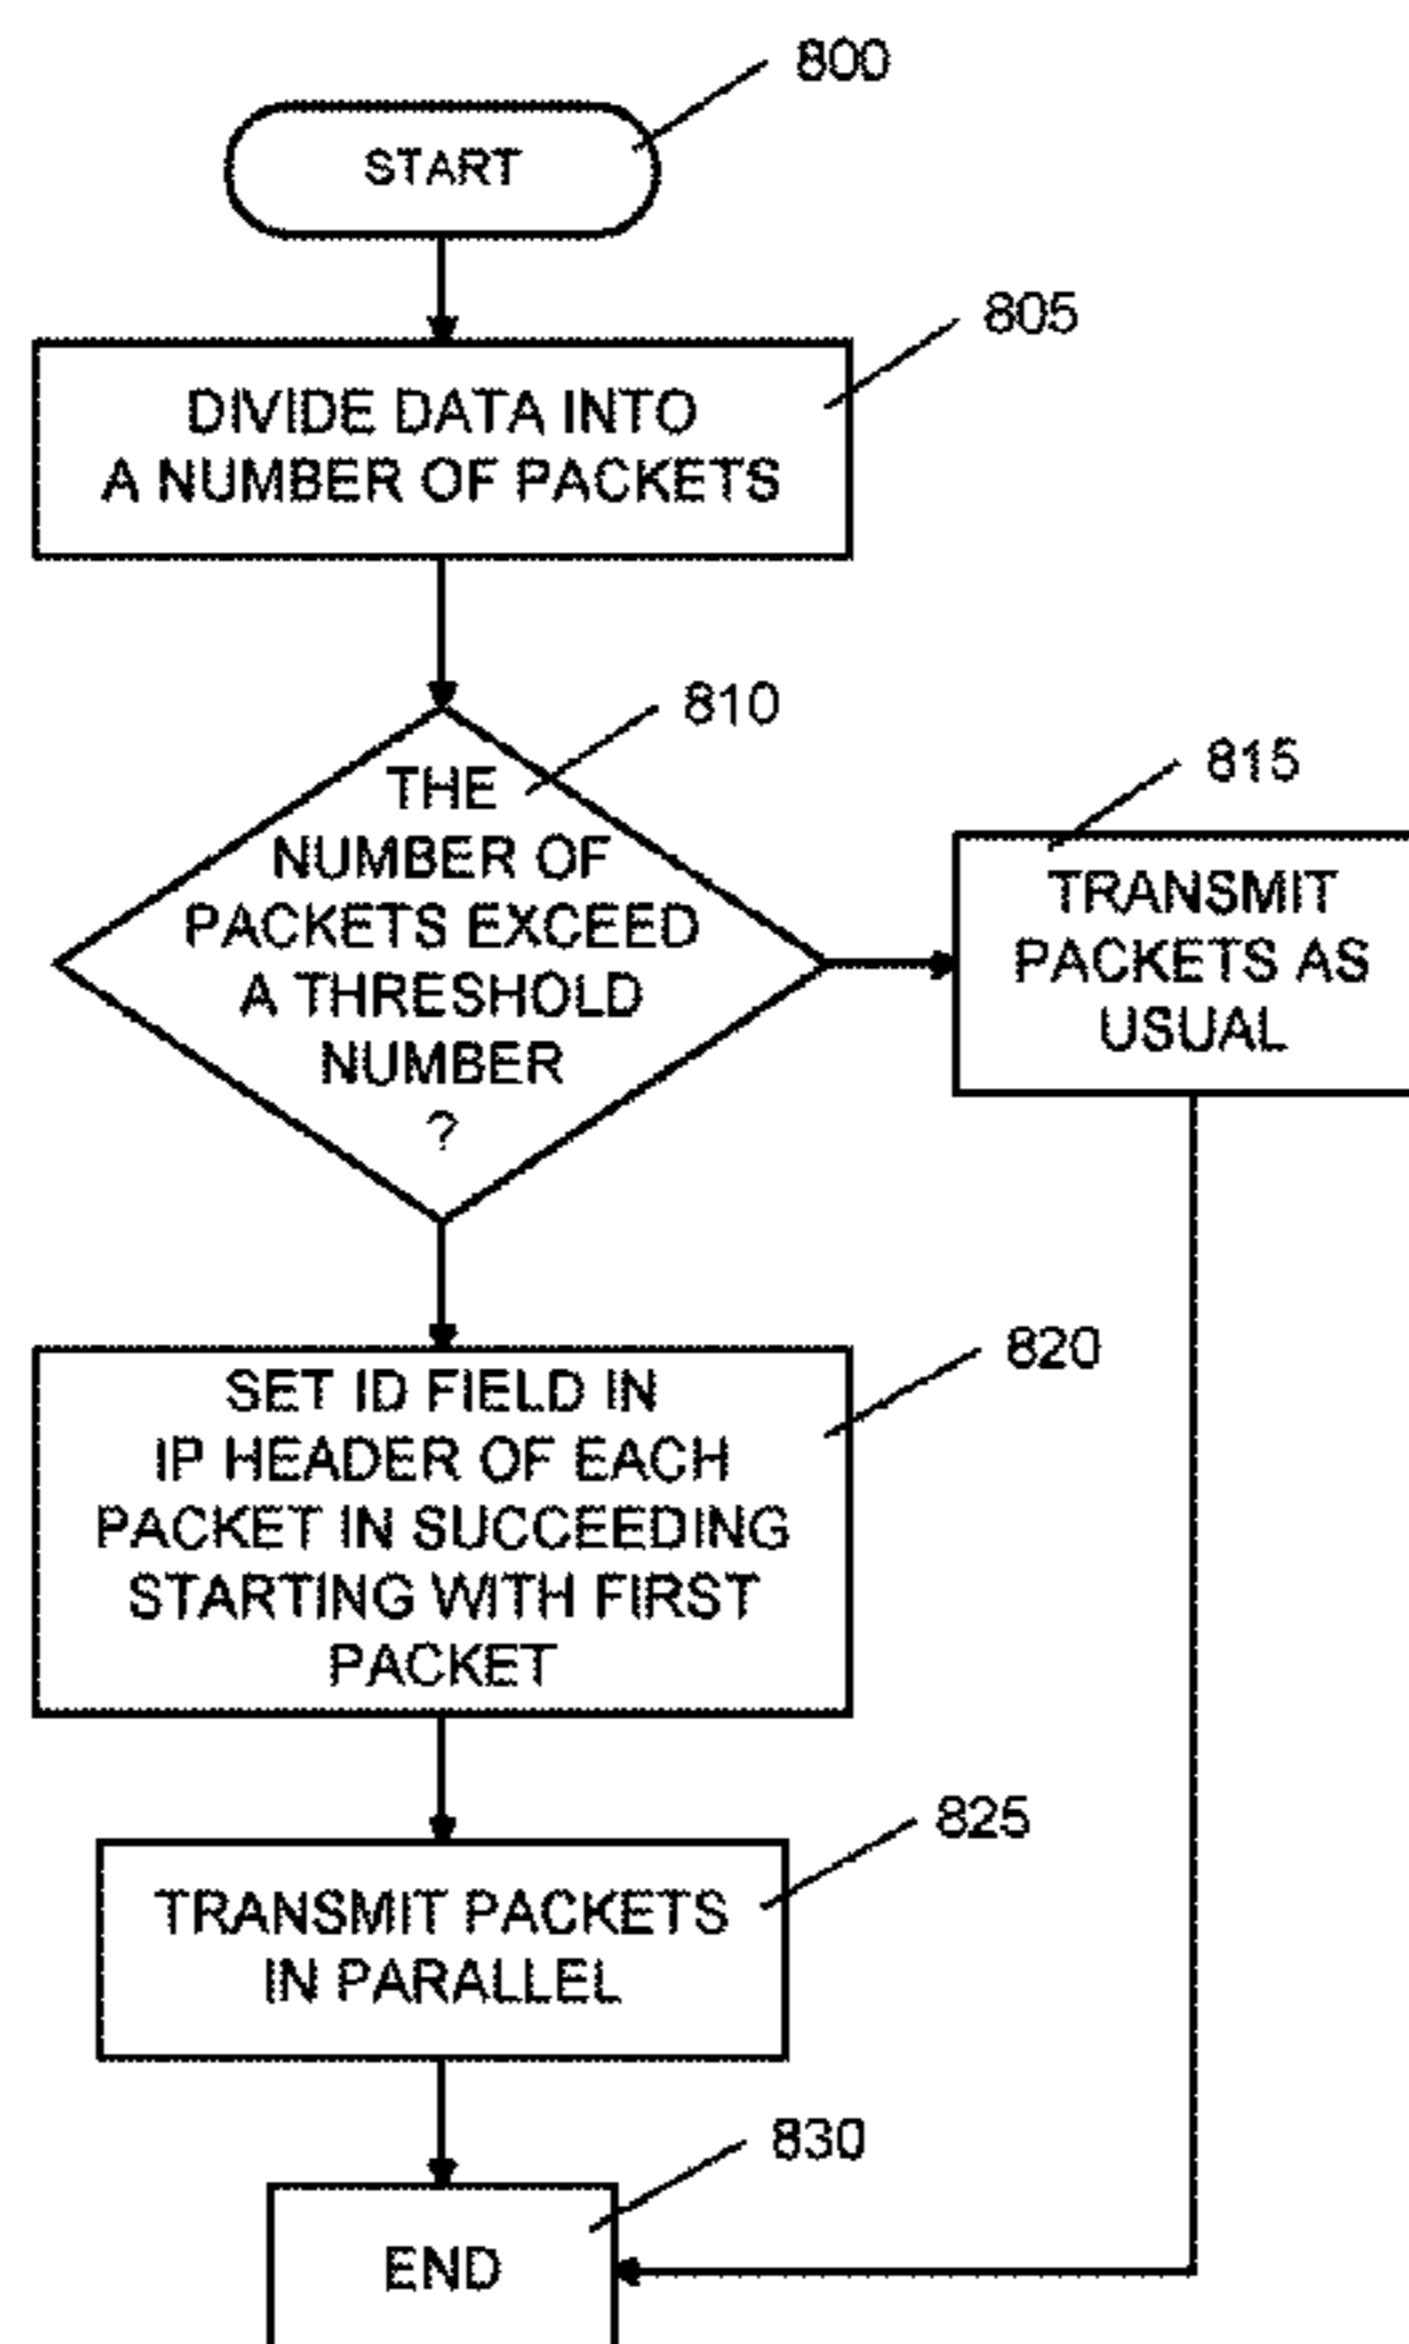 800
START
805
DIVIDE DATA INTO
A NUMBER OF PACKETS
810
THE
NUMBER OF
PACKETS EXCEED
A THRESHOLD
NUMBER
?
815
TRANSMIT
PACKETS AS
USUAL
820
SET ID FIELD IN
IP HEADER OF EACH
PACKET IN SUCCEEDING
STARTING WITH FIRST
PACKET
825
TRANSMIT PACKETS
IN PARALLEL
830
END